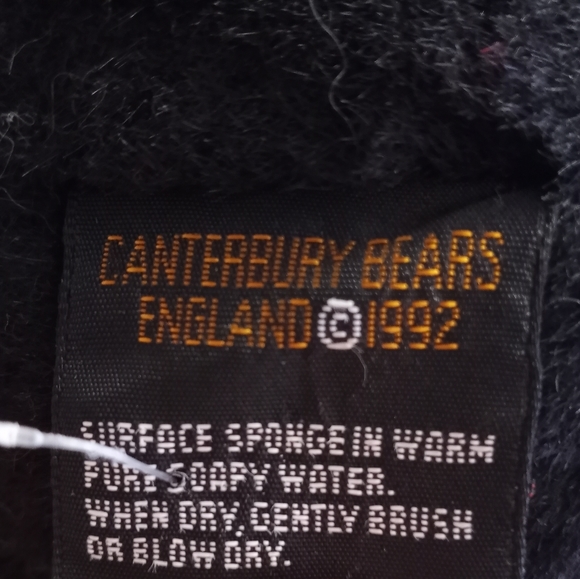 CANTERBURY BEARS
ENGLAND © 1992
SURFACE SPONGE IN WARM
PURE SOAPY WATER.
WHEN DRY, GENTLY BRUSH
OR BLOW DRY.